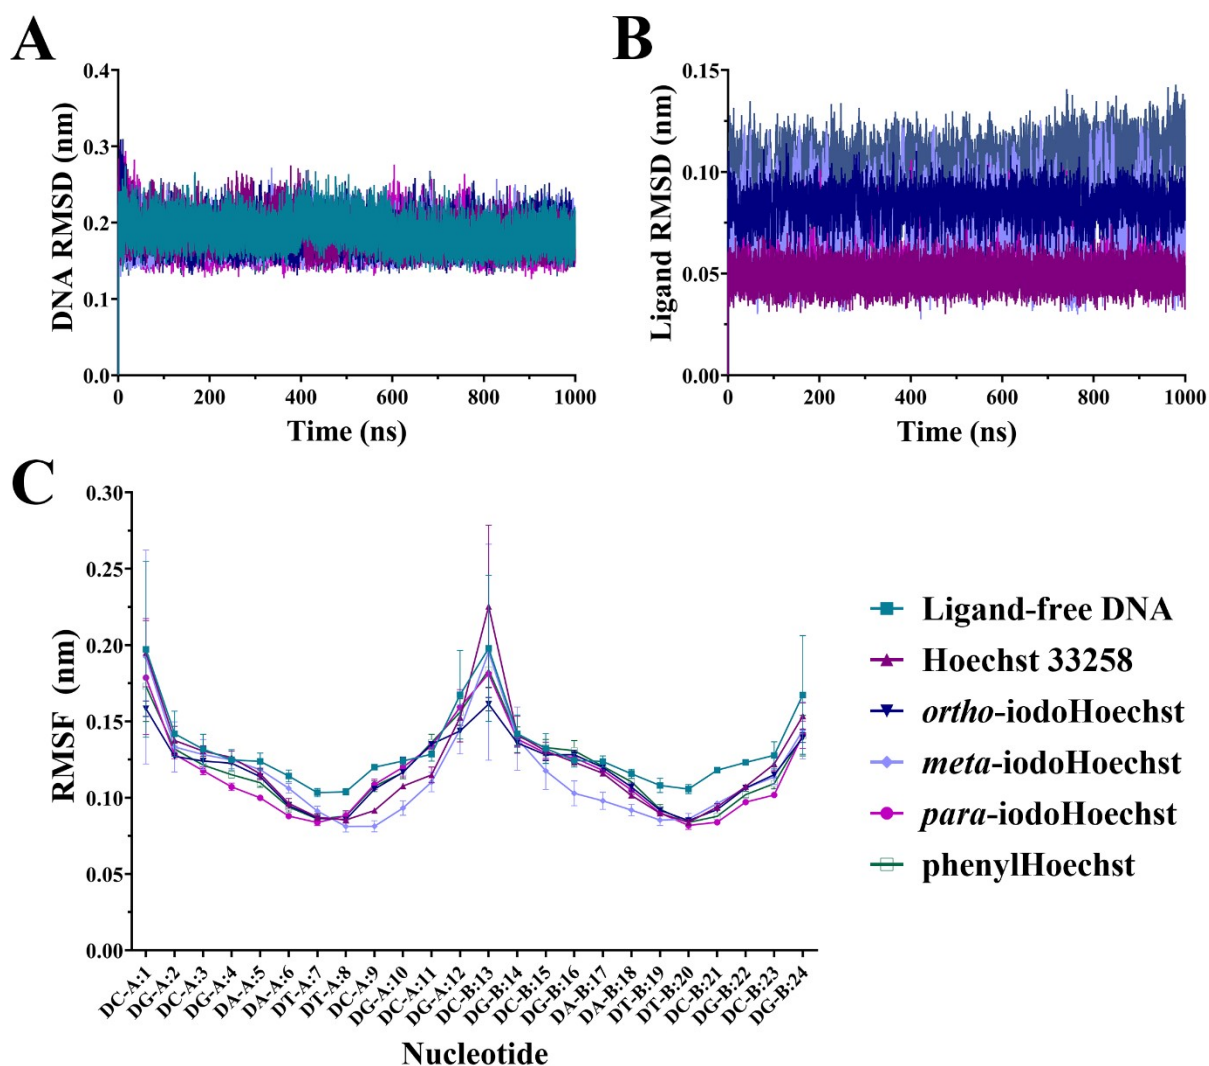 A
DNA RMSD (nm)
0.4
0.3
0.2
0.1
0.0
0 200 400 600 800 1000
Time (ns)
B
Ligand RMSD (nm)
0.15
0.10
0.05
0.00
0 200 400 600 800 1000
Time (ns)
C
RMSF (nm)
0.30
0.25
0.20
0.15
0.10
0.05
0.00
DC-A:1
DG-A:2
DC-A:3
DG-A:4
DA-A:5
DA-A:6
DT-A:7
DT-A:8
DC-A:9
DG-A:10
DC-A:11
DG-A:12
DC-B:13
DG-B:14
DC-B:15
DG-B:16
DA-B:17
DA-B:18
DT-B:19
DT-B:20
DC-B:21
DG-B:22
DC-B:23
DG-B:24
Nucleotide
Ligand-free DNA
Hoechst 33258
ortho-iodoHoechst
meta-iodoHoechst
para-iodoHoechst
phenylHoechst